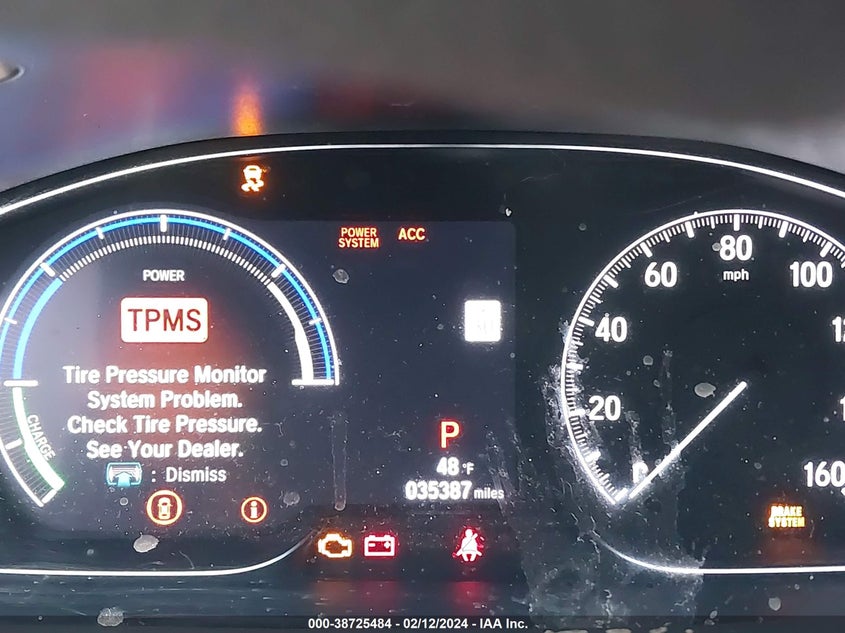 POWER
SYSTEM
ACC
POWER
TPMS
Tire Pressure Monitor
System Problem.
Check Tire Pressure.
See Your Dealer.
: Dismiss
CHARGE
P
48 °F
035387 miles
20
40
60
80
mph
100
160
BRAKE
SYSTEM
000-38725484 - 02/12/2024 - IAA Inc.